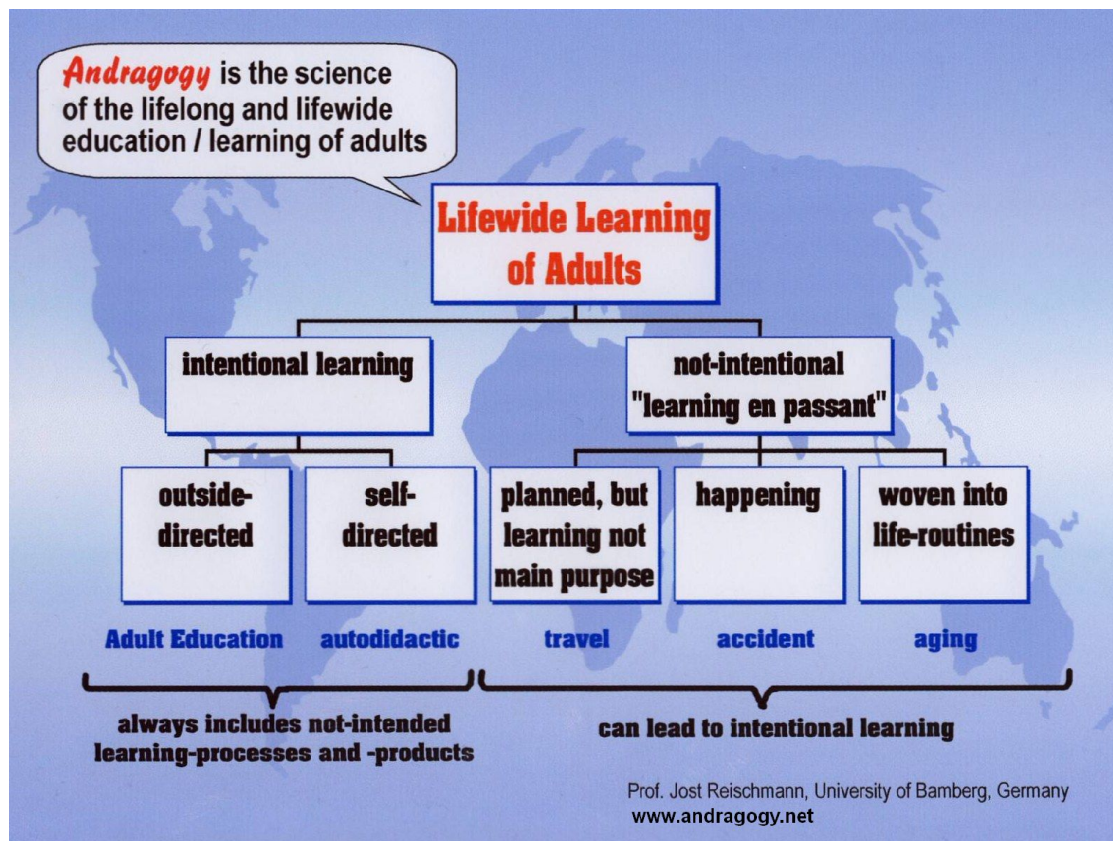 Andragogy is the science
of the lifelong and lifewide
education / learning of adults
Lifewide Learning
of Adults
intentional learning
not-intentional
"learning en passant"
outside-
directed
self-
directed
planned, but
learning not
main purpose
happening
woven into
life-routines
Adult Education
autodidactic
travel
accident
aging
always includes not-intended
learning-processes and -products
can lead to intentional learning
Prof. Jost Reischmann, University of Bamberg, Germany
www.andragogy.net